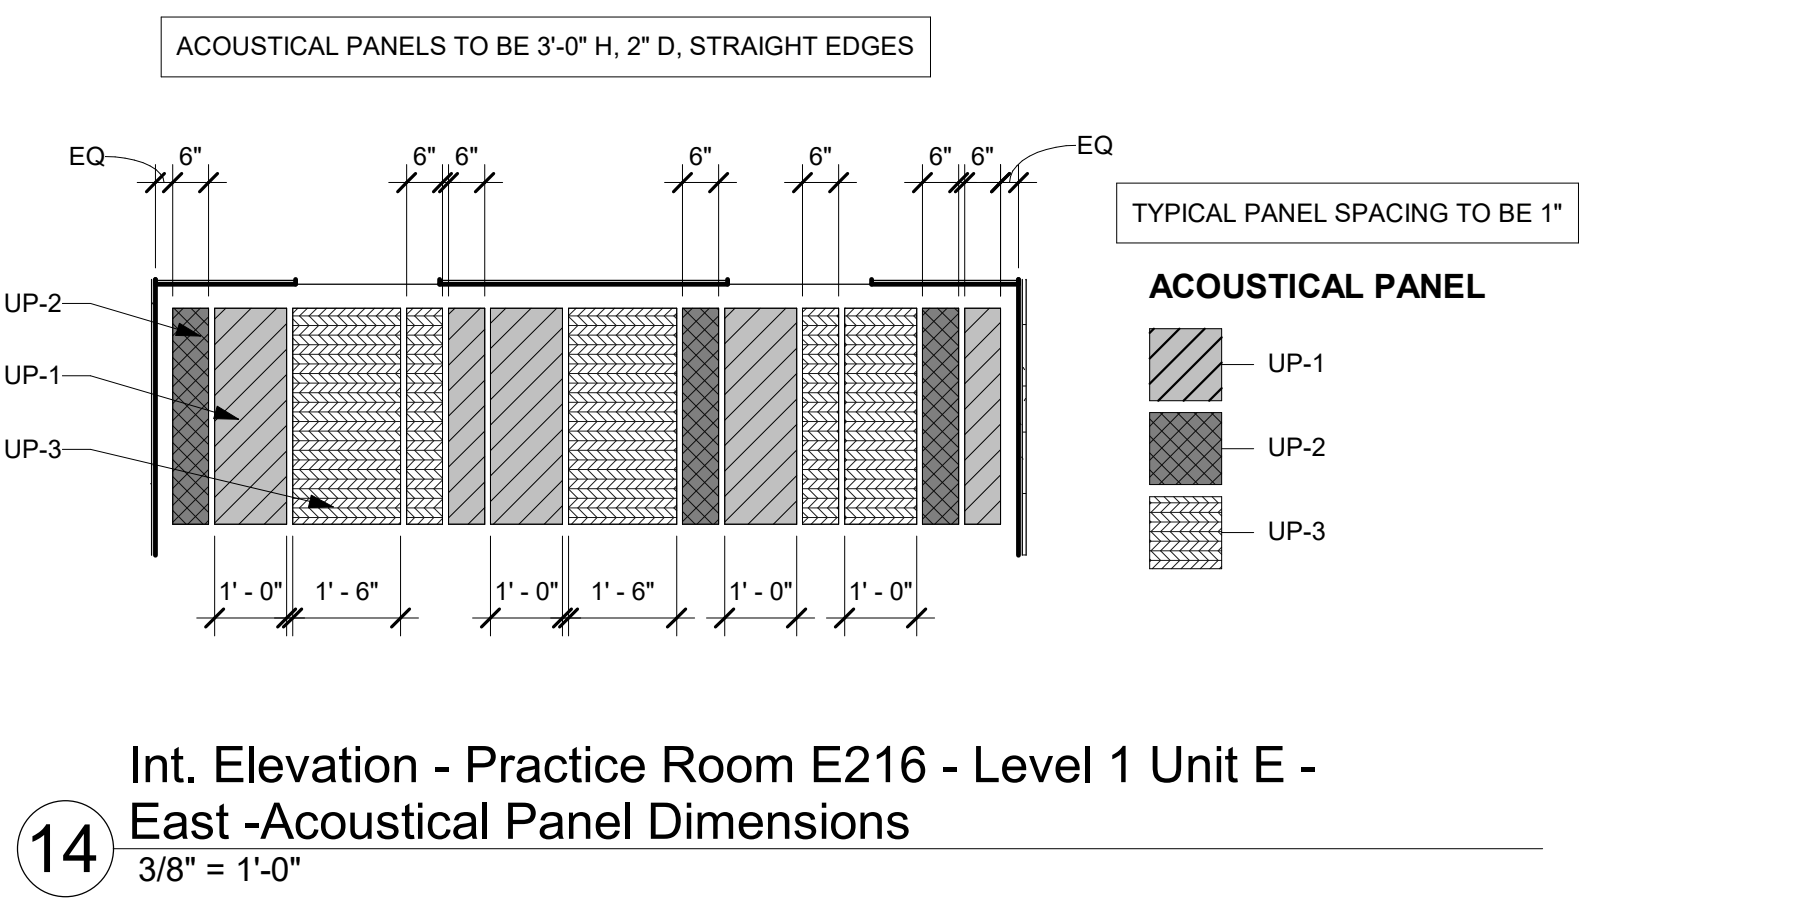 ACOUSTICAL PANELS TO BE 3'-0" H, 2" D, STRAIGHT EDGES
EQ 6" 6" 6" 6" 6" 6" 6" EQ
TYPICAL PANEL SPACING TO BE 1"
ACOUSTICAL PANEL
UP-2
UP-1
UP-3
UP-1
UP-2
UP-3
1' - 0" 1' - 6" 1' - 0" 1' - 6" 1' - 0" 1' - 0"
Int. Elevation - Practice Room E216 - Level 1 Unit E -
East -Acoustical Panel Dimensions
14
3/8" = 1'-0"